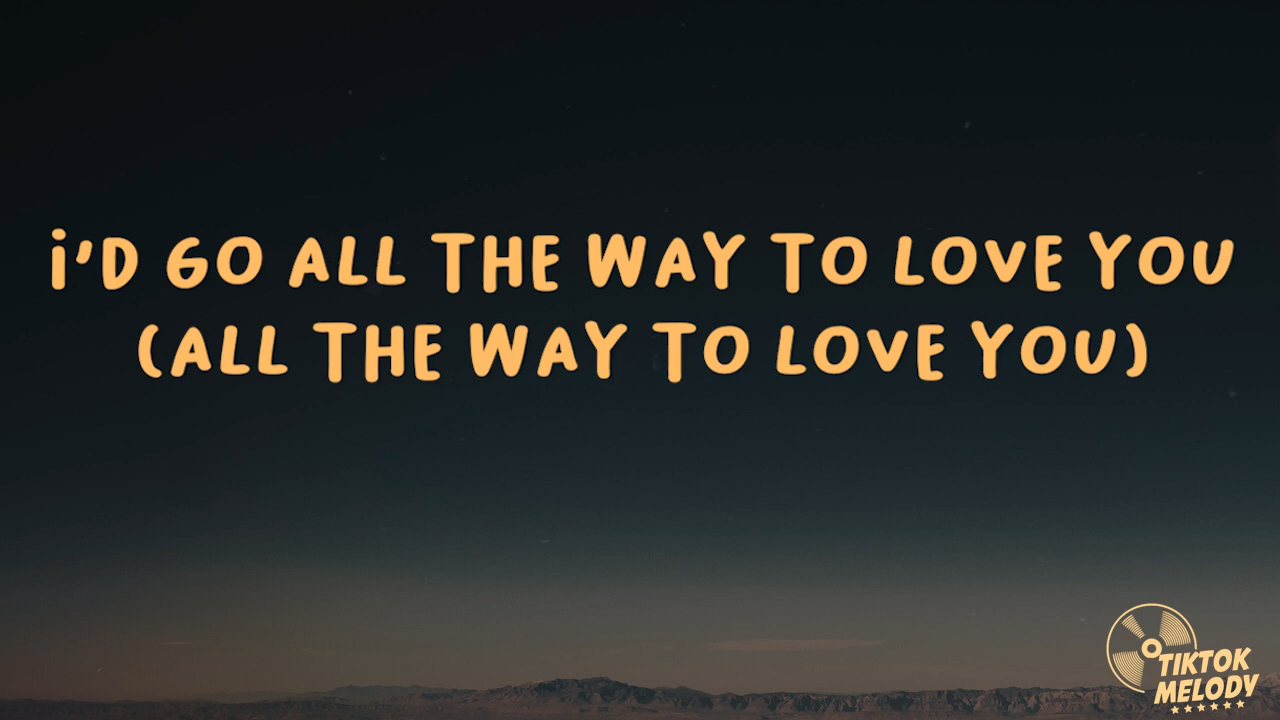 i'D GO ALL THE WAY TO LOVE YOU
(ALL THE WAY TO LOVE YOU)
TIKTOK
MELODY